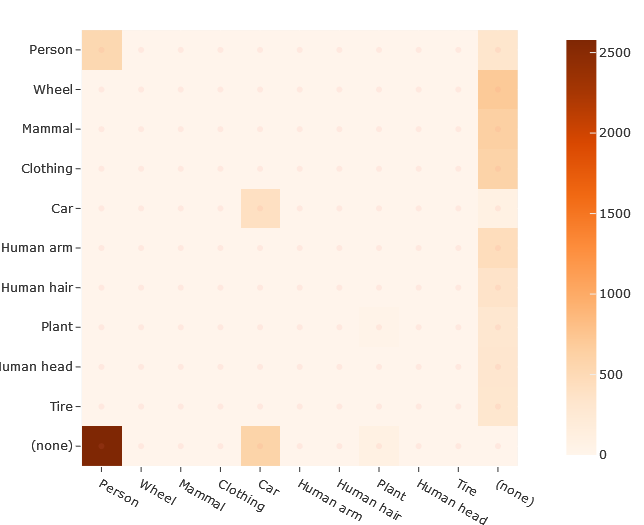 Person
Wheel
Mammal
Clothing
Car
Human arm
Human hair
Plant
uman head
Tire
(none)
Person
Wheel
Mammal
Clothing
Car
Human arm
Human hair
Plant
Human head
Tire
(none)
2500
2000
1500
1000
500
0